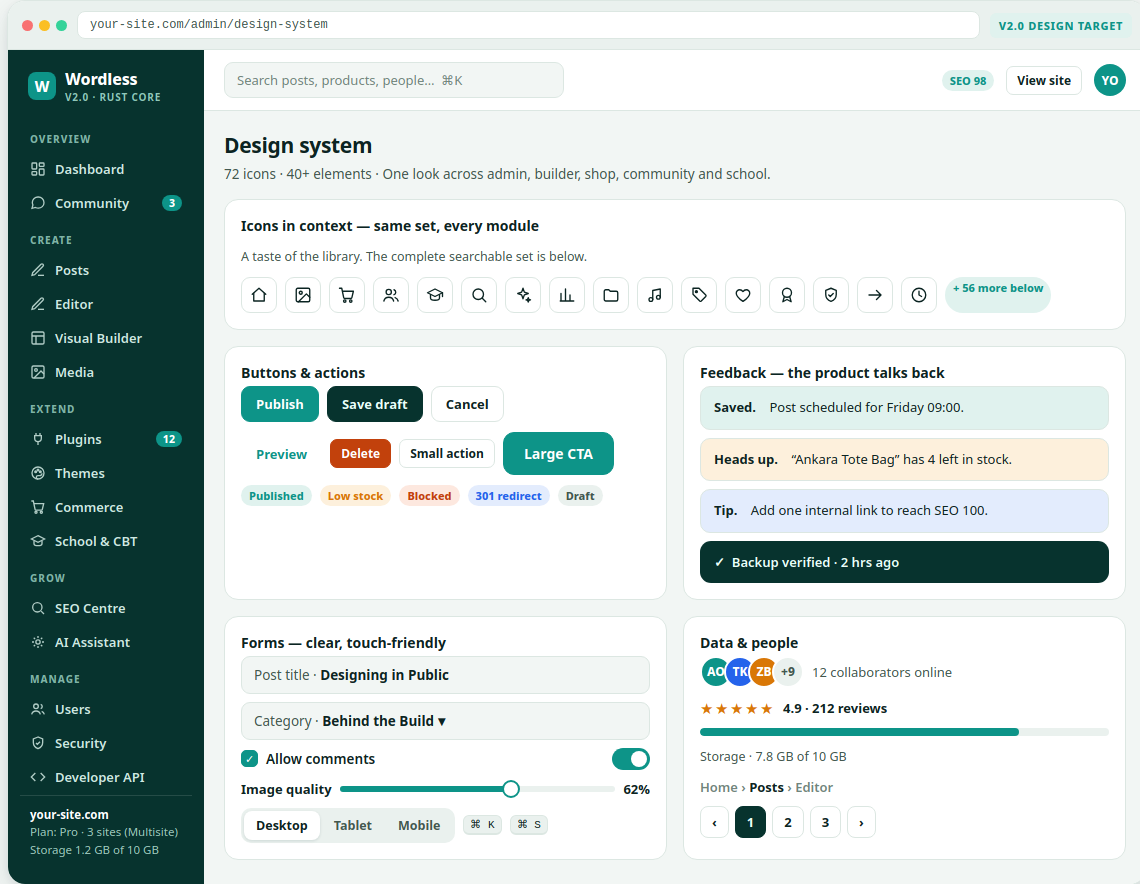 your-site.com/admin/design-system
V2.0 DESIGN TARGET
W
Wordless
V2.0 · RUST CORE
OVERVIEW
Dashboard
Community 3
CREATE
Posts
Editor
Visual Builder
Media
EXTEND
Plugins 12
Themes
Commerce
School & CBT
GROW
SEO Centre
AI Assistant
MANAGE
Users
Security
Developer API
your-site.com
Plan: Pro · 3 sites (Multisite)
Storage 1.2 GB of 10 GB
Search posts, products, people... ⌘K
SEO 98
View site
YO
Design system
72 icons · 40+ elements · One look across admin, builder, shop, community and school.
Icons in context — same set, every module
A taste of the library. The complete searchable set is below.
+ 56 more below
Buttons & actions
Publish Save draft Cancel
Preview Delete Small action Large CTA
Published Low stock Blocked 301 redirect Draft
Feedback — the product talks back
Saved. Post scheduled for Friday 09:00.
Heads up. “Ankara Tote Bag” has 4 left in stock.
Tip. Add one internal link to reach SEO 100.
✓ Backup verified · 2 hrs ago
Forms — clear, touch-friendly
Post title · Designing in Public
Category · Behind the Build ▾
✓ Allow comments
Image quality 62%
Desktop Tablet Mobile ⌘ K ⌘ S
Data & people
AO TK ZB +9 12 collaborators online
★★★★★ 4.9 · 212 reviews
Storage · 7.8 GB of 10 GB
Home › Posts › Editor
‹ 1 2 3 ›